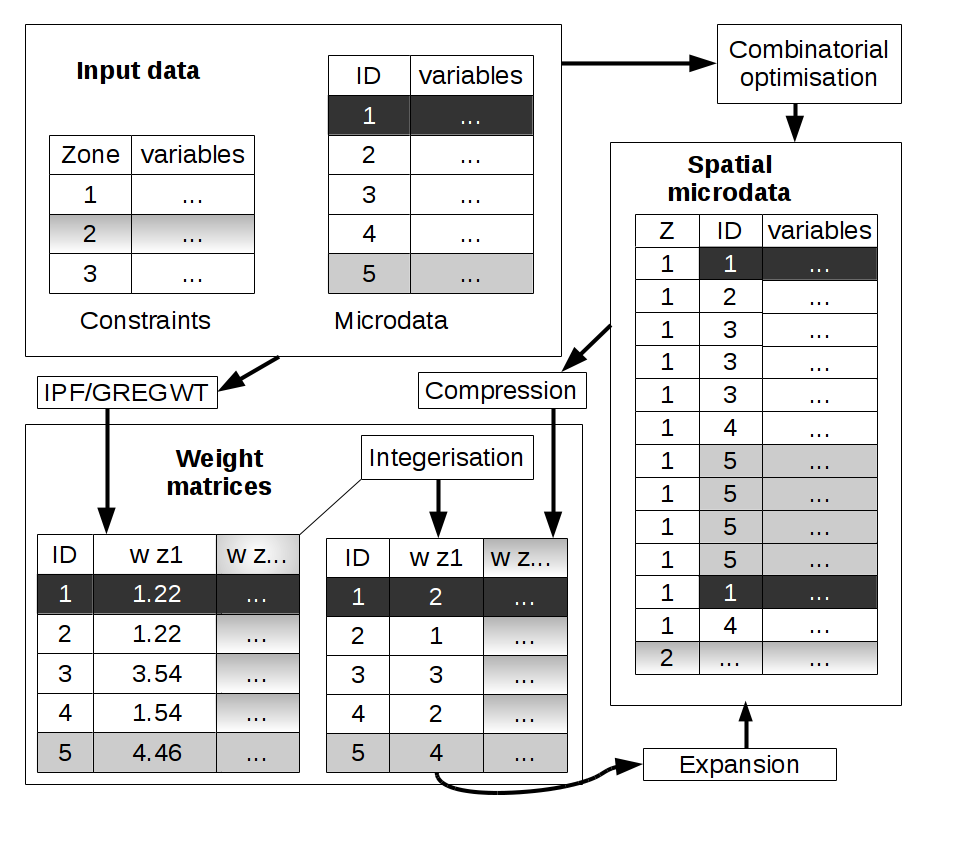 Input data
Zone variables
1 ...
2 ...
3 ...
Constraints
ID variables
1 ...
2 ...
3 ...
4 ...
5 ...
Microdata
Combinatorial
optimisation
Spatial
microdata
Z ID variables
1 1 ...
1 2 ...
1 3 ...
1 3 ...
1 3 ...
1 4 ...
1 5 ...
1 5 ...
1 5 ...
1 5 ...
1 1 ...
1 4 ...
2 ... ...
IPF/GREGWT
Compression
Weight
matrices
Integerisation
ID w z1 w z...
1 1.22 ...
2 1.22 ...
3 3.54 ...
4 1.54 ...
5 4.46 ...
ID w z1 w z...
1 2 ...
2 1 ...
3 3 ...
4 2 ...
5 4 ...
Expansion